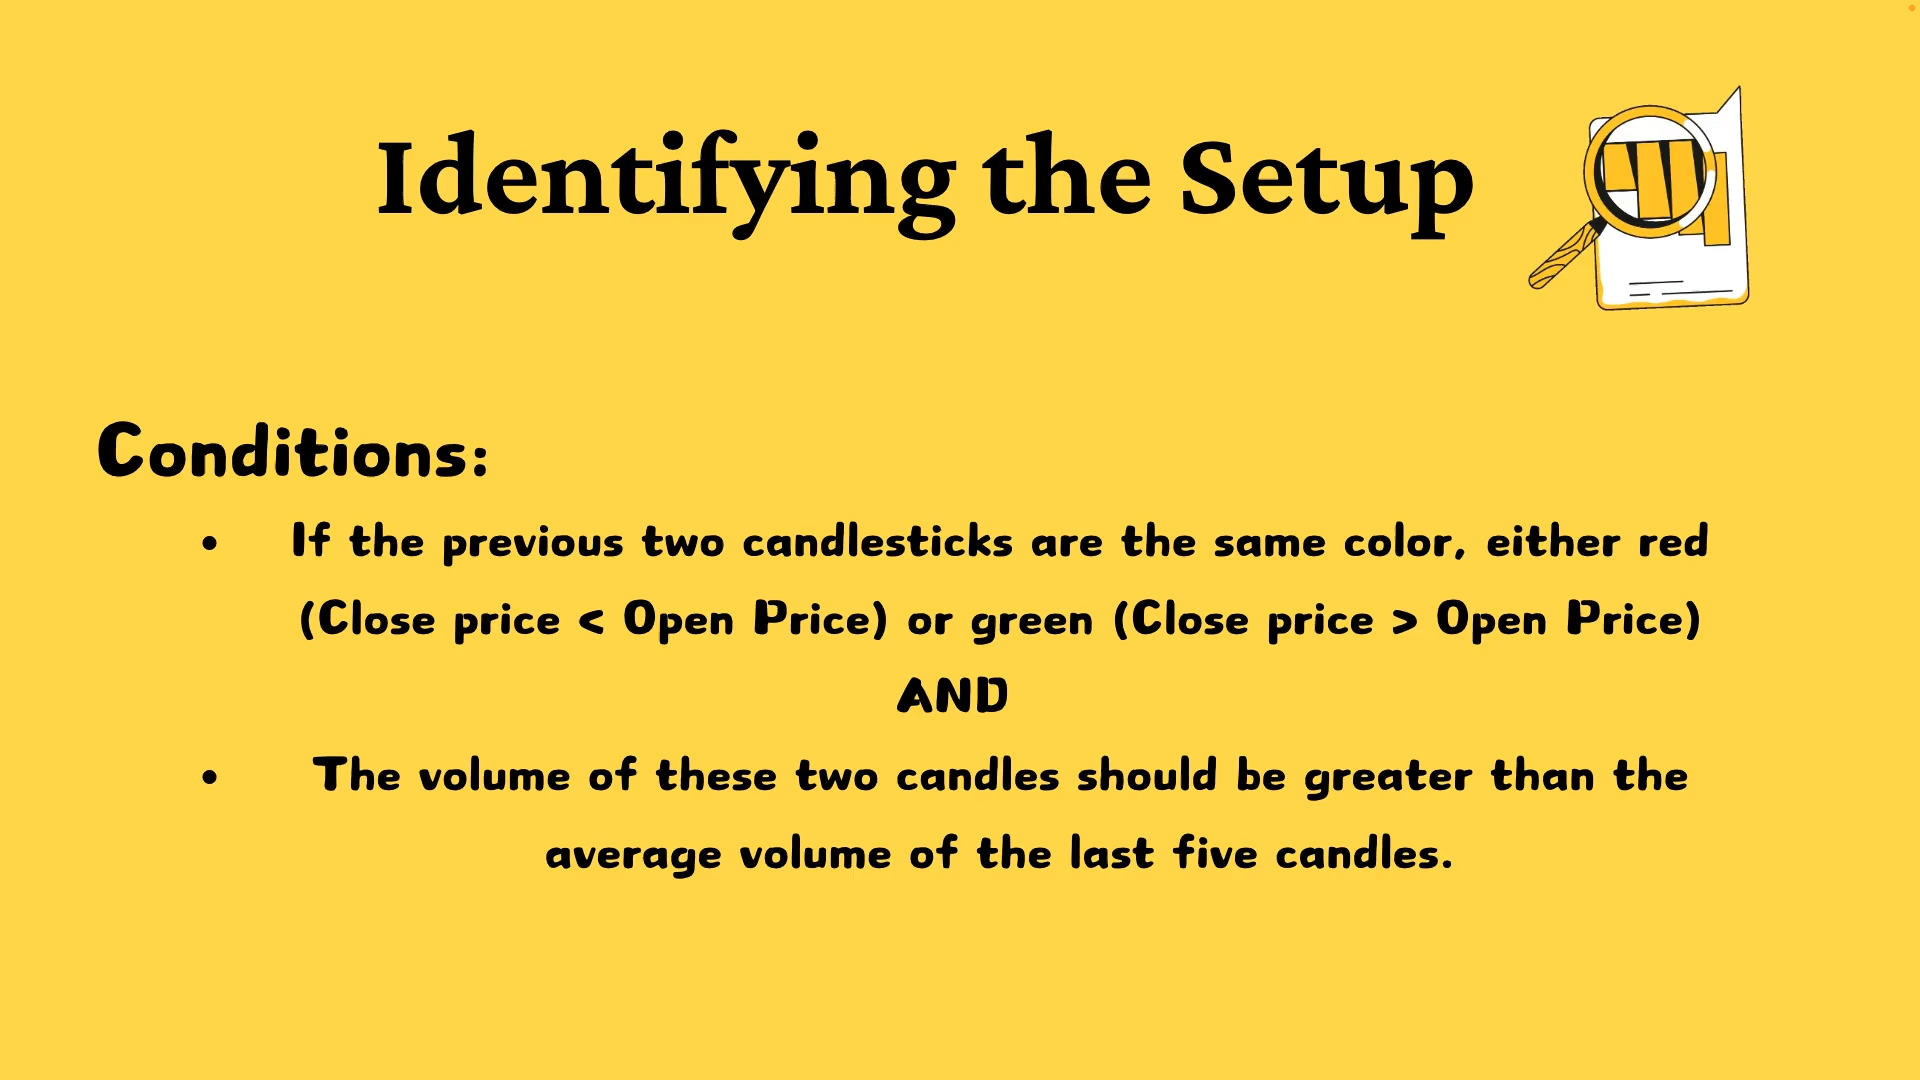 Identifying the Setup
Conditions:
• If the previous two candlesticks are the same color, either red
(Close price < Open Price) or green (Close price > Open Price)
AND
• The volume of these two candles should be greater than the
average volume of the last five candles.